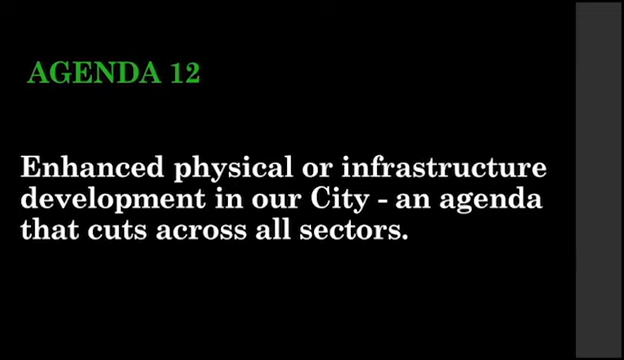 AGENDA 12
Enhanced physical or infrastructure
development in our City - an agenda
that cuts across all sectors.